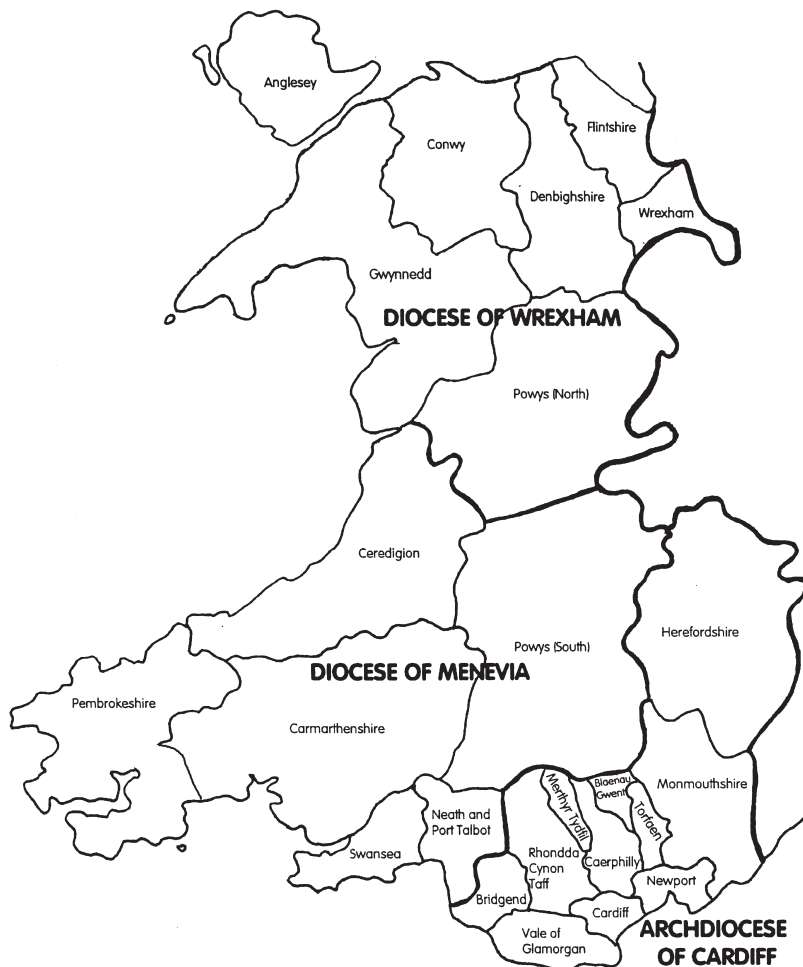 Anglesey
Flintshire
Conwy
Denbighshire
Wrexham
Gwynnedd
DIOCESE OF WREXHAM
Powys (North)
Ceredigion
Herefordshire
Powys (South)
DIOCESE OF MENEVIA
Pembrokeshire
Carmarthenshire
Monmouthshire
Blaenau
Gwent
Merthyr Tydfil
Torfaen
Neath and
Port Talbot
Swansea
Rhondda
Cynon
Taff
Caerphilly
Newport
Bridgend
Cardiff
Vale of
Glamorgan
ARCHDIOCESE
OF CARDIFF